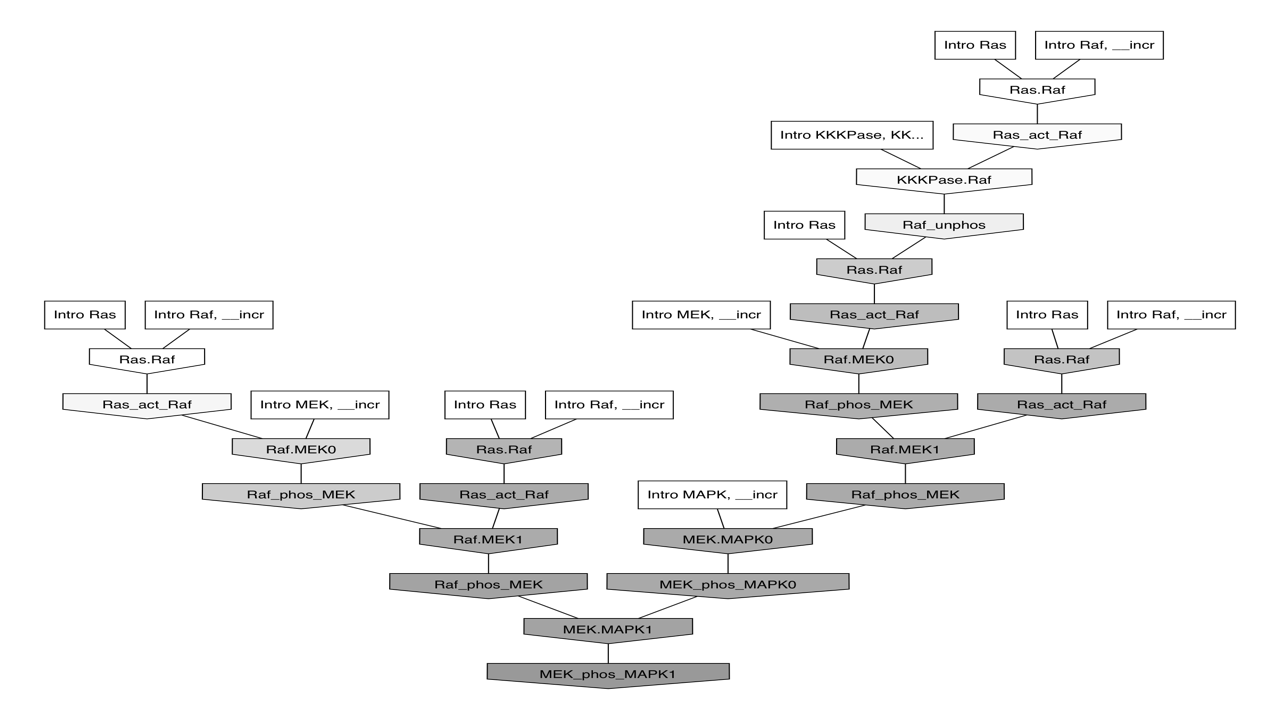 Intro Ras
Intro Raf, __incr
Ras.Raf
Intro KKKPase, KK...
Ras_act_Raf
KKKPase.Raf
Intro Ras
Raf_unphos
Ras.Raf
Intro Ras
Intro Raf, __incr
Intro MEK, __incr
Ras_act_Raf
Intro Ras
Intro Raf, __incr
Ras.Raf
Raf.MEK0
Ras.Raf
Ras_act_Raf
Intro MEK, __incr
Intro Ras
Intro Raf, __incr
Raf_phos_MEK
Ras_act_Raf
Raf.MEK0
Ras.Raf
Raf.MEK1
Raf_phos_MEK
Ras_act_Raf
Intro MAPK, __incr
Raf_phos_MEK
Raf.MEK1
MEK.MAPK0
Raf_phos_MEK
MEK_phos_MAPK0
MEK.MAPK1
MEK_phos_MAPK1